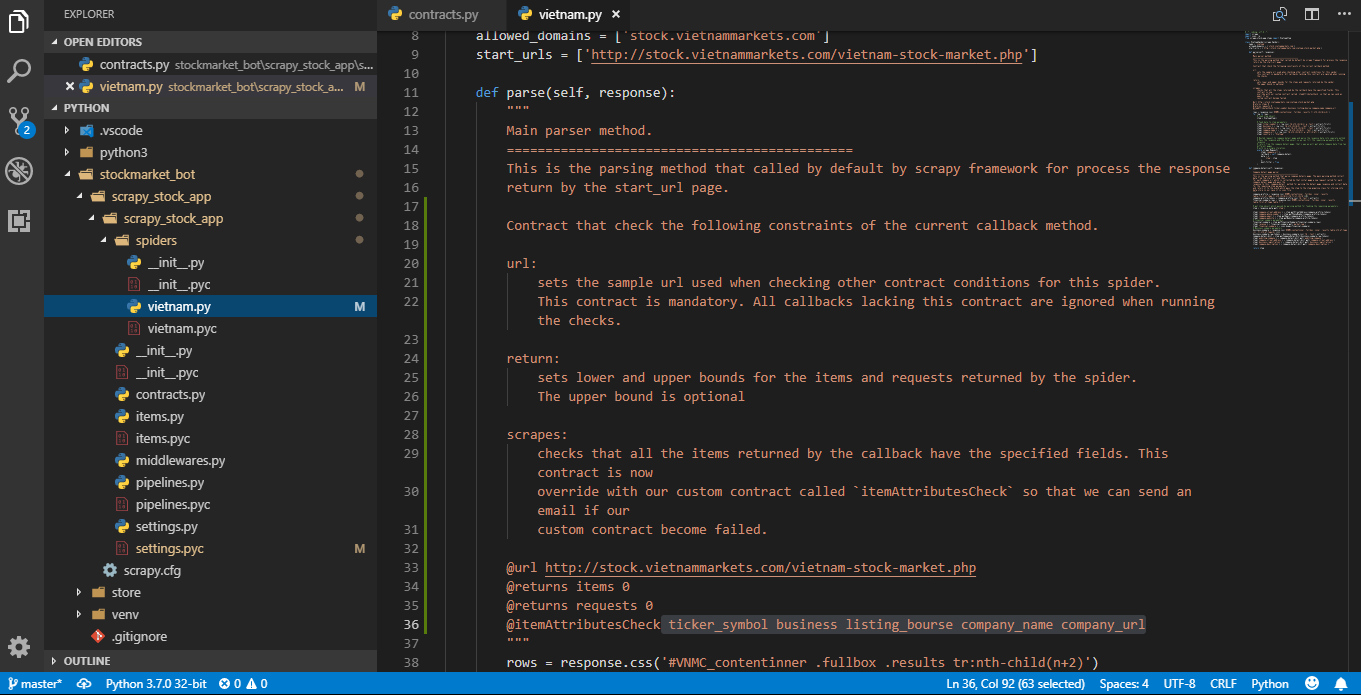 EXPLORER
OPEN EDITORS
contracts.py stockmarket_bot\scrapy_stock_app\s...
vietnam.py stockmarket_bot\scrapy_stock_a... M
PYTHON
2
.vscode
python3
stockmarket_bot
scrapy_stock_app
scrapy_stock_app
spiders
__init__.py
__init__.pyc
vietnam.py M
vietnam.pyc
__init__.py
__init__.pyc
contracts.py
items.py
items.pyc
middlewares.py
pipelines.py
pipelines.pyc
settings.py
settings.pyc M
scrapy.cfg
store
venv
.gitignore
OUTLINE
contracts.py vietnam.py
8 allowed_domains = ['stock.vietnammarkets.com']
9 start_urls = ['http://stock.vietnammarkets.com/vietnam-stock-market.php']
10
11 def parse(self, response):
12 """
13 Main parser method.
14 =============================================
15 This is the parsing method that called by default by scrapy framework for process the response
16 return by the start_url page.
17
18 Contract that check the following constraints of the current callback method.
19
20 url:
21 sets the sample url used when checking other contract conditions for this spider.
22 This contract is mandatory. All callbacks lacking this contract are ignored when running
the checks.
23
24 return:
25 sets lower and upper bounds for the items and requests returned by the spider.
26 The upper bound is optional
27
28 scrapes:
29 checks that all the items returned by the callback have the specified fields. This
contract is now
30 override with our custom contract called `itemAttributesCheck` so that we can send an
email if our
31 custom contract become failed.
32
33 @url http://stock.vietnammarkets.com/vietnam-stock-market.php
34 @returns items 0
35 @returns requests 0
36 @itemAttributesCheck ticker_symbol business listing_bourse company_name company_url
37 """
38 rows = response.css('#VNMC_contentinner .fullbox .results tr:nth-child(n+2)')
master* Python 3.7.0 32-bit 0 0 Ln 36, Col 92 (63 selected) Spaces: 4 UTF-8 CRLF Python